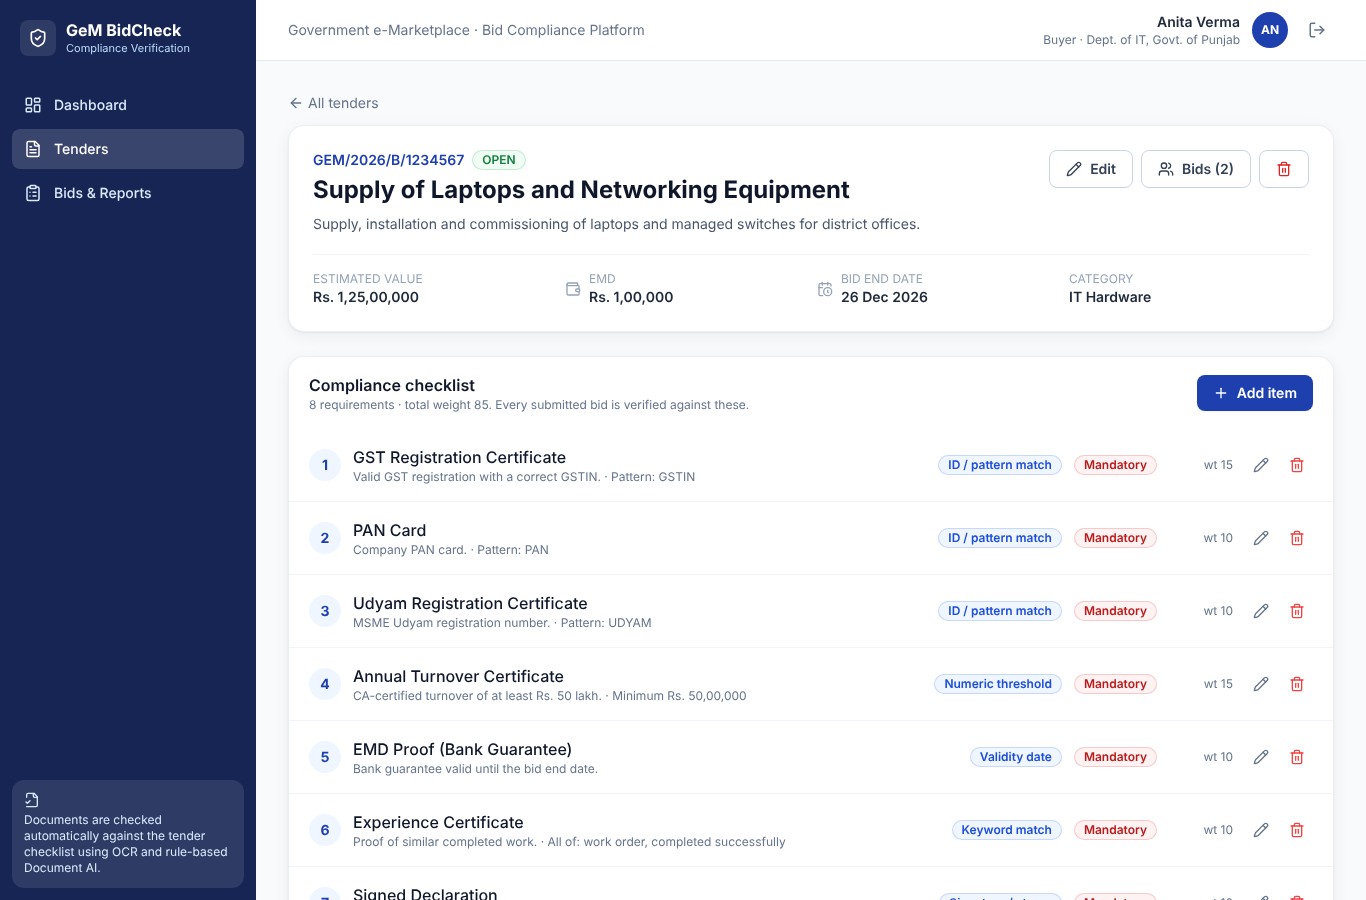 GeM BidCheck
Compliance Verification
Dashboard
Tenders
Bids & Reports
Documents are checked
automatically against the tender
checklist using OCR and rule-based
Document AI.
Government e-Marketplace · Bid Compliance Platform
Anita Verma
Buyer · Dept. of IT, Govt. of Punjab
AN
All tenders
GEM/2026/B/1234567 OPEN
Supply of Laptops and Networking Equipment
Supply, installation and commissioning of laptops and managed switches for district offices.
Edit
Bids (2)
ESTIMATED VALUE
Rs. 1,25,00,000
EMD
Rs. 1,00,000
BID END DATE
26 Dec 2026
CATEGORY
IT Hardware
Compliance checklist
8 requirements · total weight 85. Every submitted bid is verified against these.
Add item
1 GST Registration Certificate
Valid GST registration with a correct GSTIN. · Pattern: GSTIN
ID / pattern match Mandatory wt 15
2 PAN Card
Company PAN card. · Pattern: PAN
ID / pattern match Mandatory wt 10
3 Udyam Registration Certificate
MSME Udyam registration number. · Pattern: UDYAM
ID / pattern match Mandatory wt 10
4 Annual Turnover Certificate
CA-certified turnover of at least Rs. 50 lakh. · Minimum Rs. 50,00,000
Numeric threshold Mandatory wt 15
5 EMD Proof (Bank Guarantee)
Bank guarantee valid until the bid end date.
Validity date Mandatory wt 10
6 Experience Certificate
Proof of similar completed work. · All of: work order, completed successfully
Keyword match Mandatory wt 10
Signed Declaration